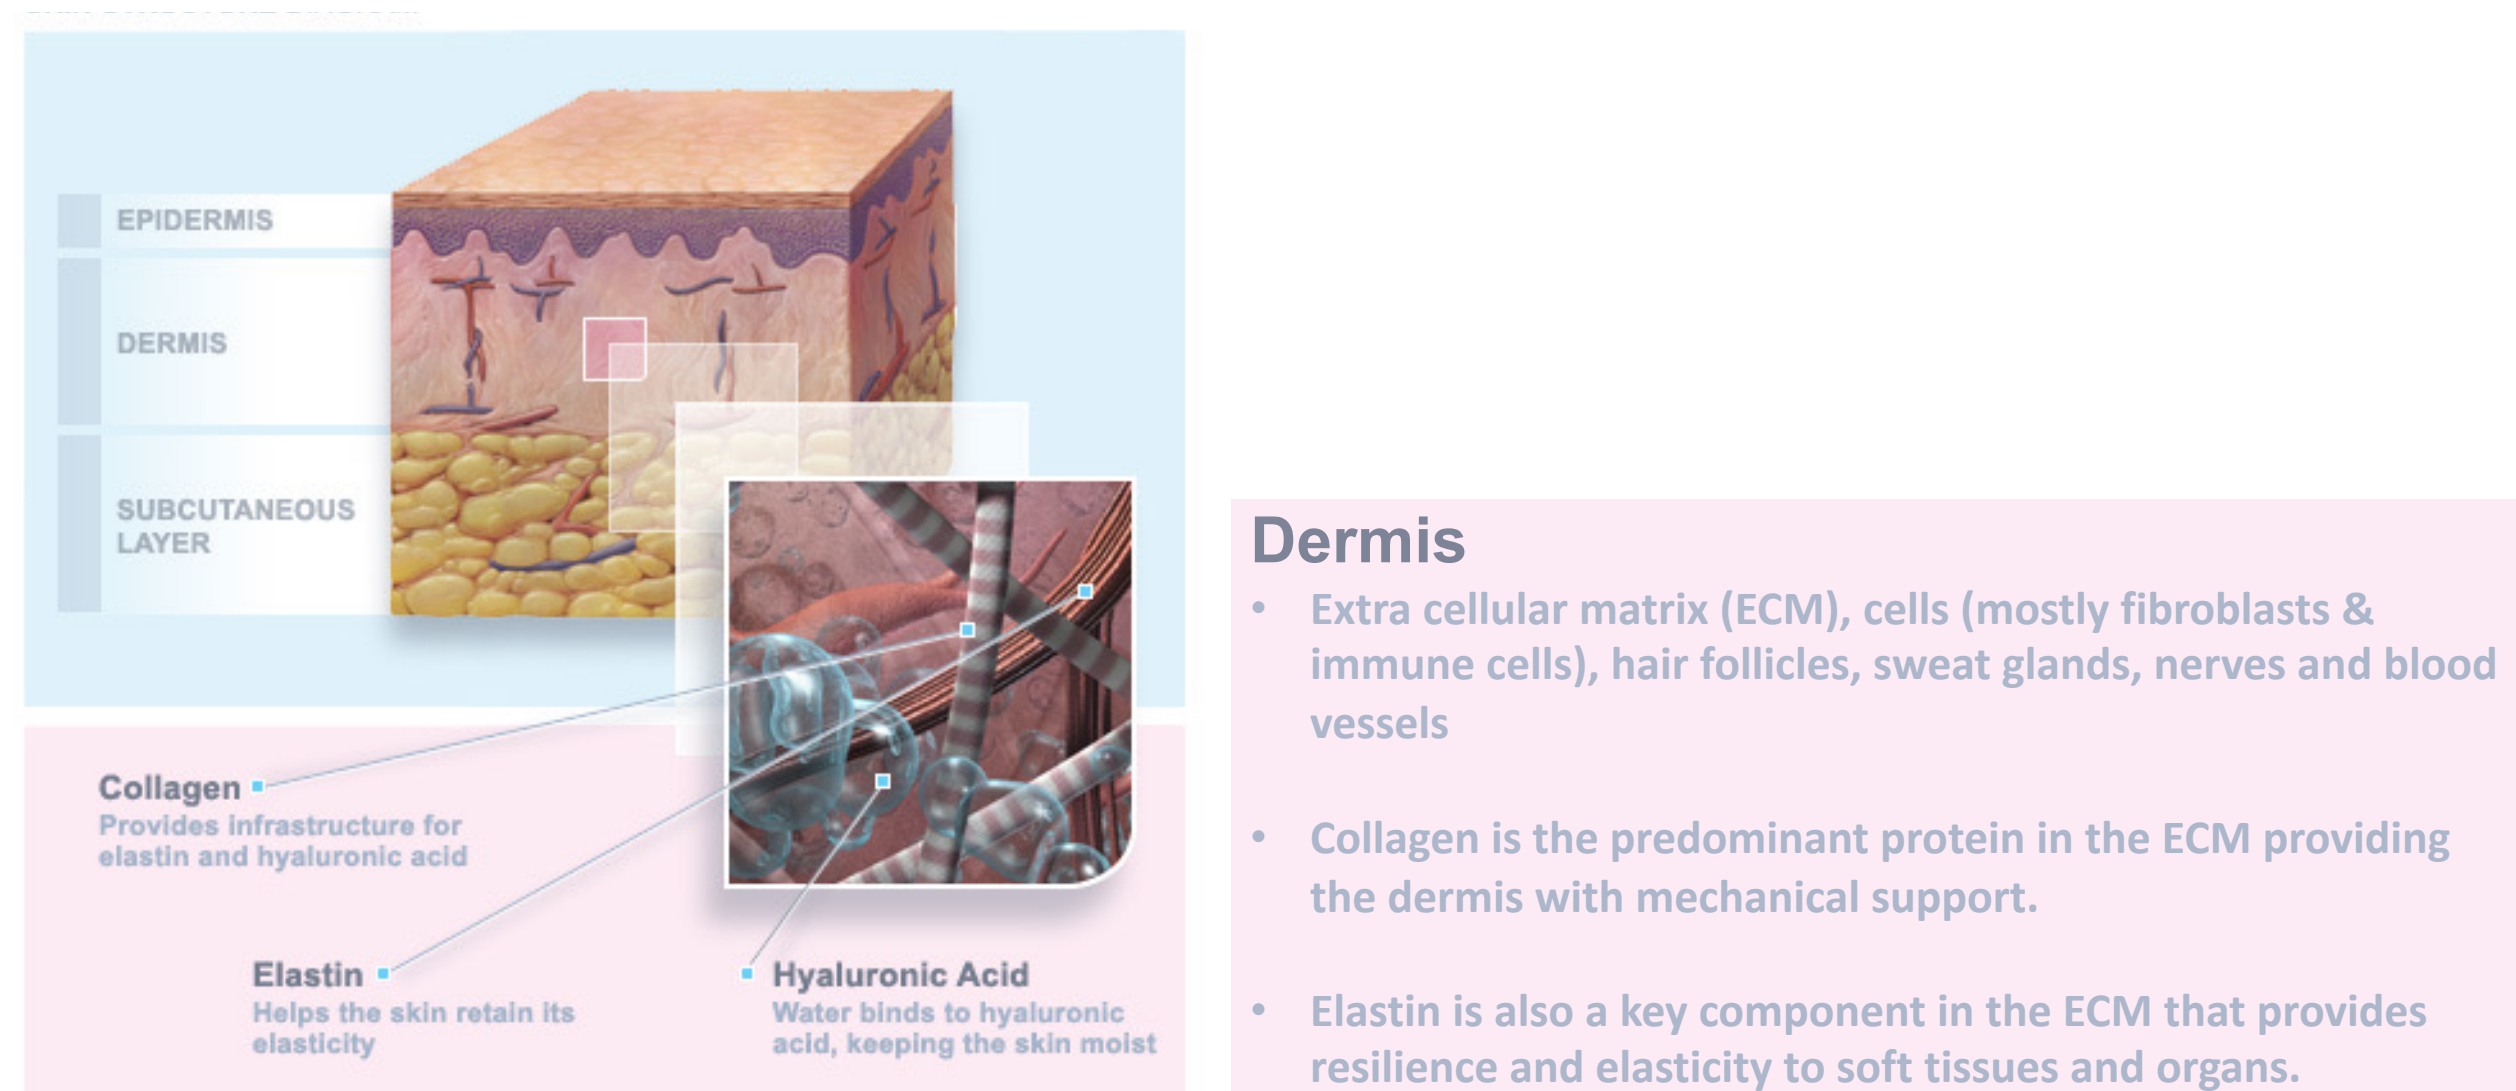 EPIDERMIS
DERMIS
SUBCUTANEOUS
LAYER
Collagen
Provides infrastructure for
elastin and hyaluronic acid
Elastin
Helps the skin retain its
elasticity
Hyaluronic Acid
Water binds to hyaluronic
acid, keeping the skin moist
Dermis
• Extra cellular matrix (ECM), cells (mostly fibroblasts &
immune cells), hair follicles, sweat glands, nerves and blood
vessels
• Collagen is the predominant protein in the ECM providing
the dermis with mechanical support.
• Elastin is also a key component in the ECM that provides
resilience and elasticity to soft tissues and organs.